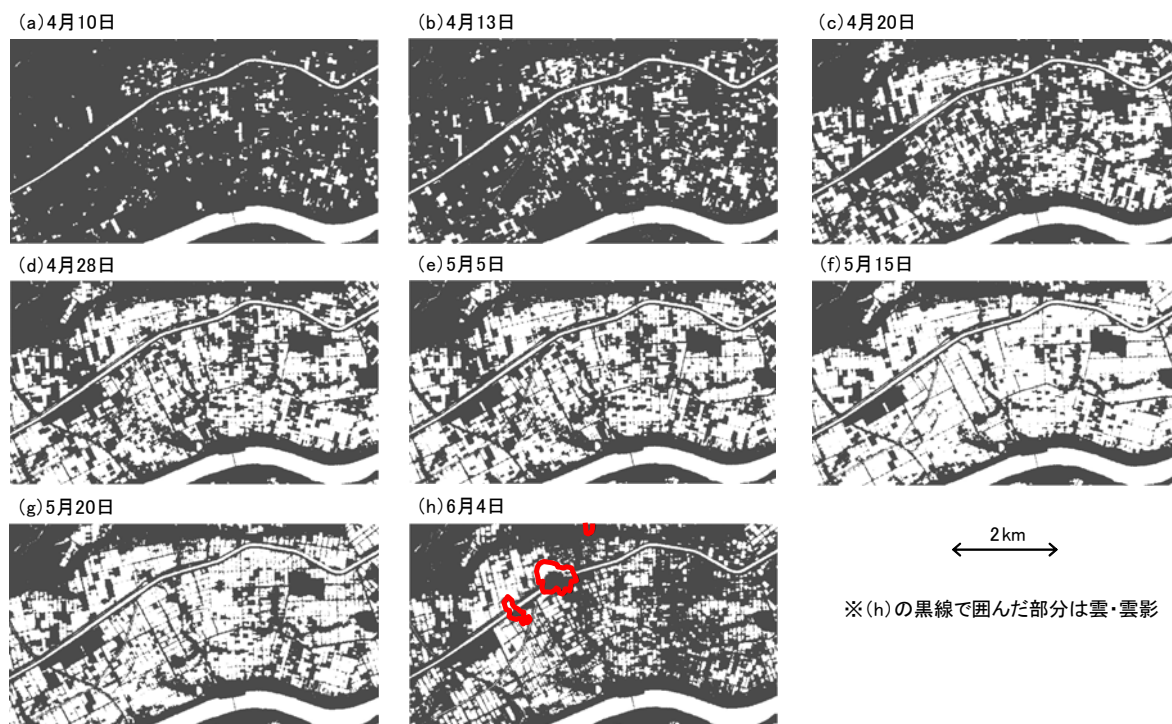 (a)4月10日
(b)4月13日
(c)4月20日
(d)4月28日
(e)5月5日
(f)5月15日
(g)5月20日
(h)6月4日
2km
※(h)の黒線で囲んだ部分は雲・雲影